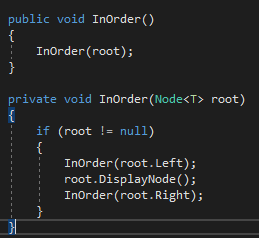 public void InOrder()
{
    InOrder(root);
}
private void InOrder(Node<T> root)
{
    if (root != null)
    {
        InOrder(root.Left);
        root.DisplayNode();
        InOrder(root.Right);
    }
}